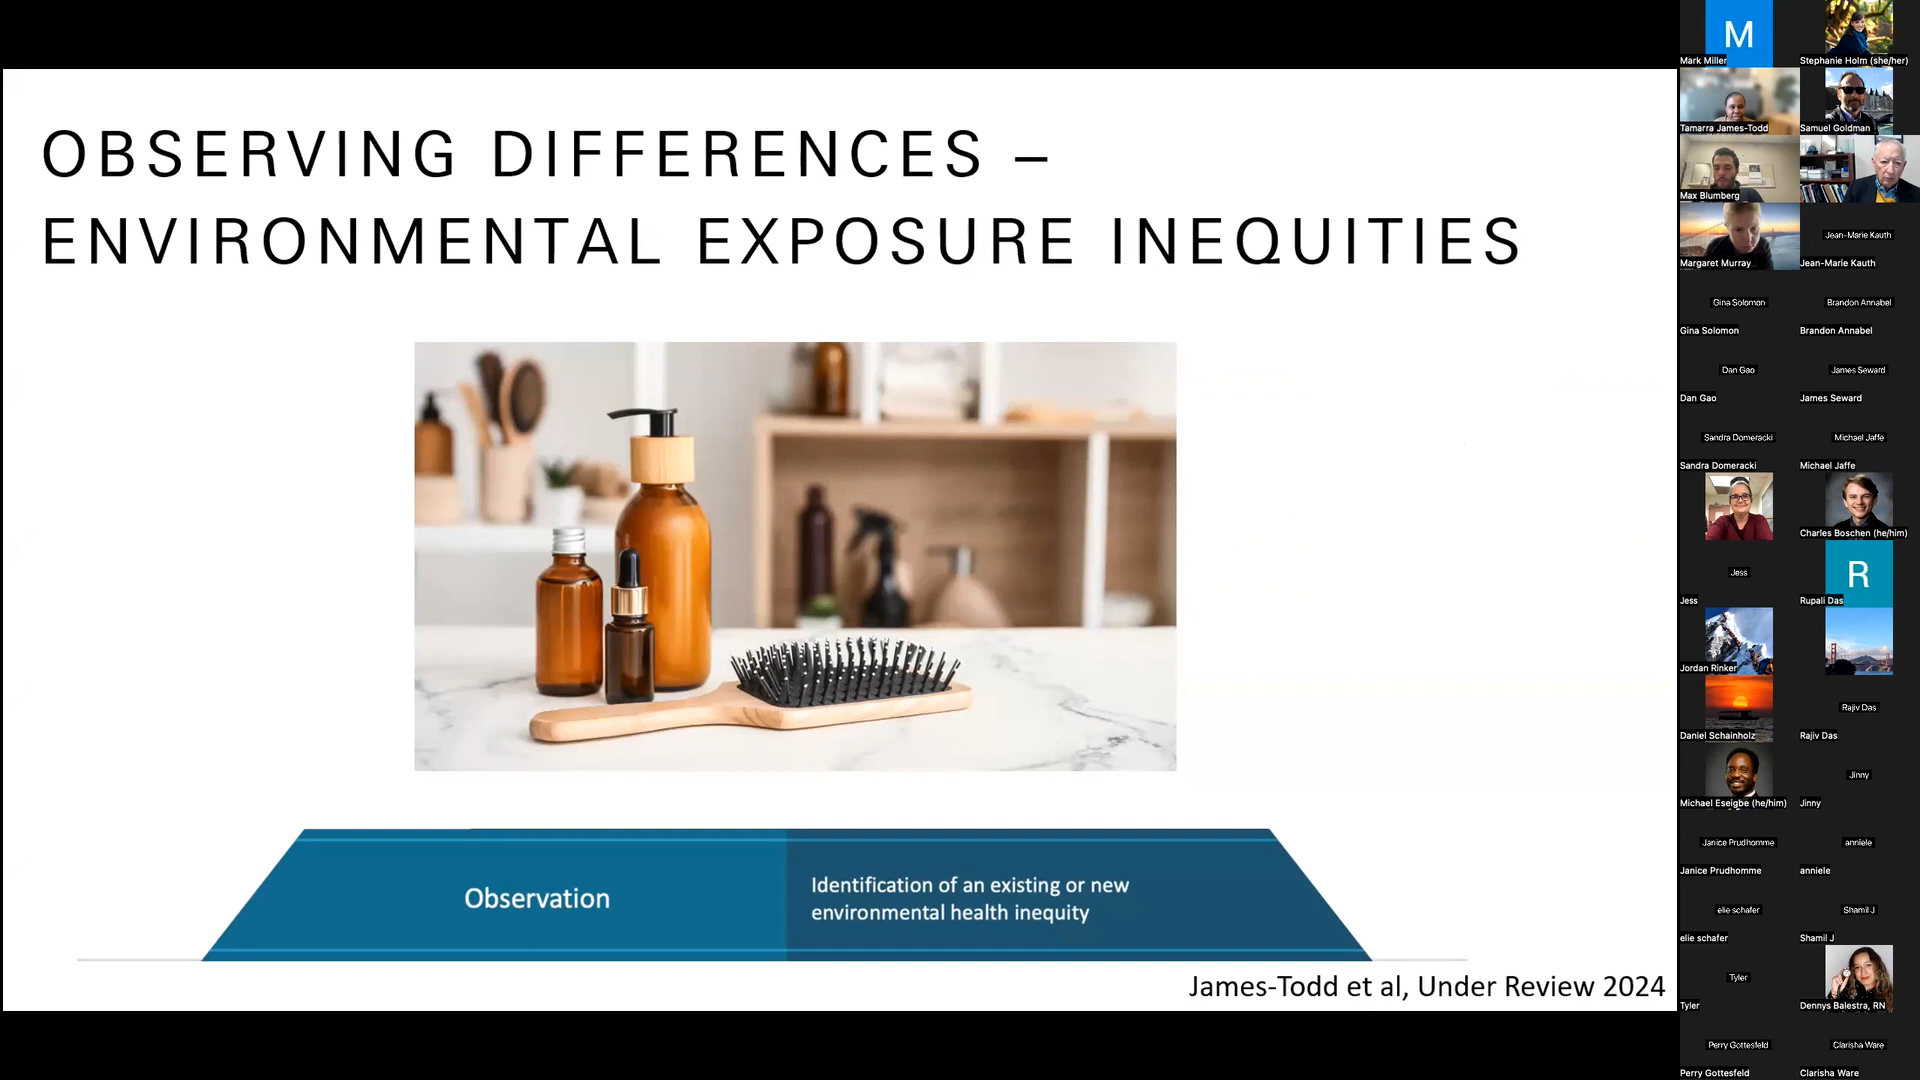 OBSERVING DIFFERENCES –
ENVIRONMENTAL EXPOSURE INEQUITIES
Observation
Identification of an existing or new
environmental health inequity
James-Todd et al, Under Review 2024
M
Mark Miller
Stephanie Holm (she/her)
Tamarra James-Todd
Samuel Goldman
Max Blumberg
Margaret Murray
Jean-Marie Kauth
Jean-Marie Kauth
Gina Solomon
Gina Solomon
Brandon Annabel
Brandon Annabel
Dan Gao
Dan Gao
James Seward
James Seward
Sandra Domeracki
Sandra Domeracki
Michael Jaffe
Michael Jaffe
Charles Boschen (he/him)
Jess
Jess
R
Rupali Das
Jordan Rinker
Daniel Schainholz
Rajiv Das
Rajiv Das
Michael Eseigbe (he/him)
Jinny
Jinny
Janice Prudhomme
Janice Prudhomme
anniele
anniele
elie schafer
elie schafer
Shamil J
Shamil J
Tyler
Tyler
Dennys Balestra, RN
Perry Gottesfeld
Perry Gottesfeld
Clarisha Ware
Clarisha Ware